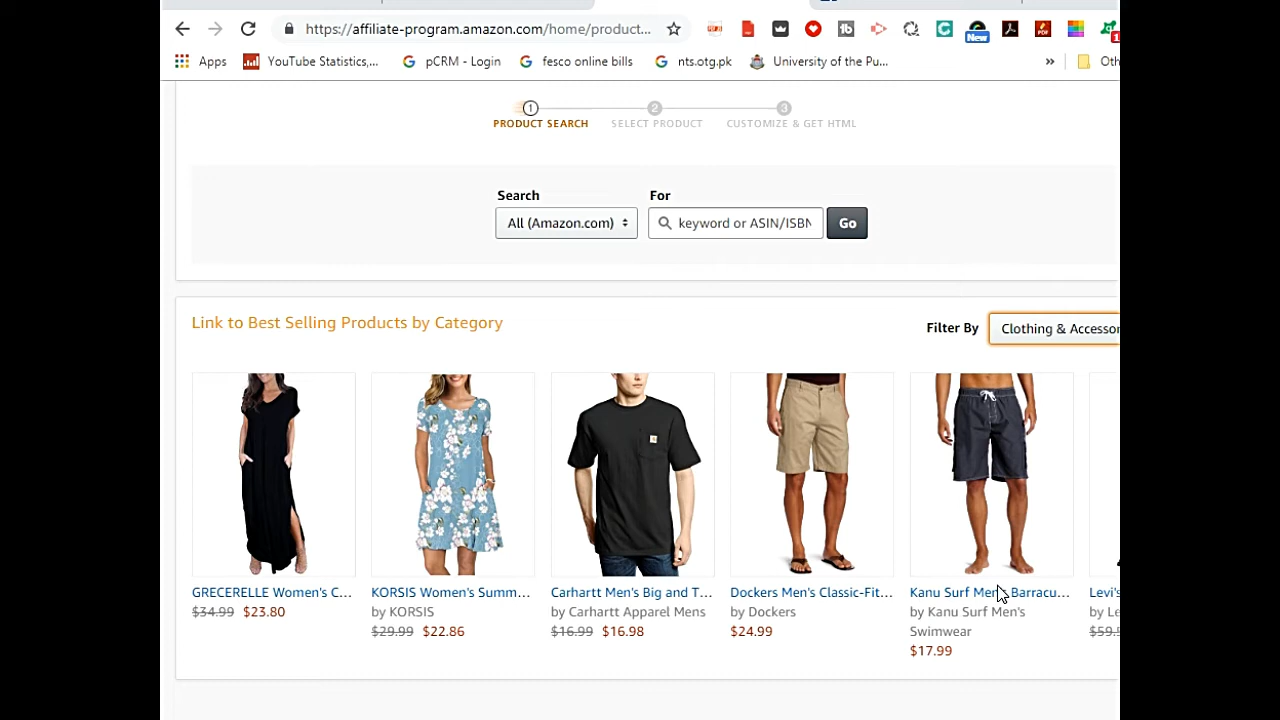 https://affiliate-program.amazon.com/home/product...
New
1
Apps YouTube Statistics,... pCRM - Login fesco online bills nts.otg.pk University of the Pu... » Oth
1 2 3
PRODUCT SEARCH SELECT PRODUCT CUSTOMIZE & GET HTML
Search For
All (Amazon.com) keyword or ASIN/ISBN Go
Link to Best Selling Products by Category
Filter By Clothing & Accessor
GRECERELLE Women's C... KORSIS Women's Summ... Carhartt Men's Big and T... Dockers Men's Classic-Fit... Kanu Surf Men's Barracu... Levi's
$34.99 $23.80 by KORSIS by Carhartt Apparel Mens by Dockers by Kanu Surf Men's by Le
$29.99 $22.86 $16.99 $16.98 $24.99 Swimwear $59.5
$17.99